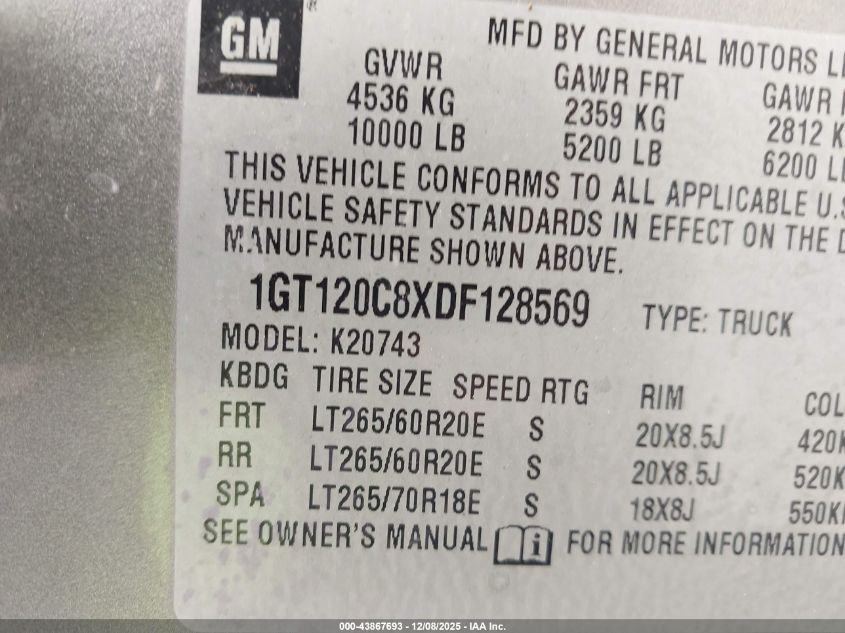 GM ®
MFD BY GENERAL MOTORS
GVWR GAWR FRT GAWR
4536 KG 2359 KG 2812
10000 LB 5200 LB 6200
THIS VEHICLE CONFORMS TO ALL APPLICABLE U.S
VEHICLE SAFETY STANDARDS IN EFFECT ON THE
MANUFACTURE SHOWN ABOVE.
1GT120C8XDF128569 TYPE: TRUCK
MODEL: K20743
KBDG TIRE SIZE SPEED RTG RIM COL
FRT LT265/60R20E S 20X8.5J 420K
RR LT265/60R20E S 20X8.5J 520K
SPA LT265/70R18E S 18X8J 550K
SEE OWNER'S MANUAL i FOR MORE INFORMATION
000-43867693 - 12/08/2025 - IAA Inc.